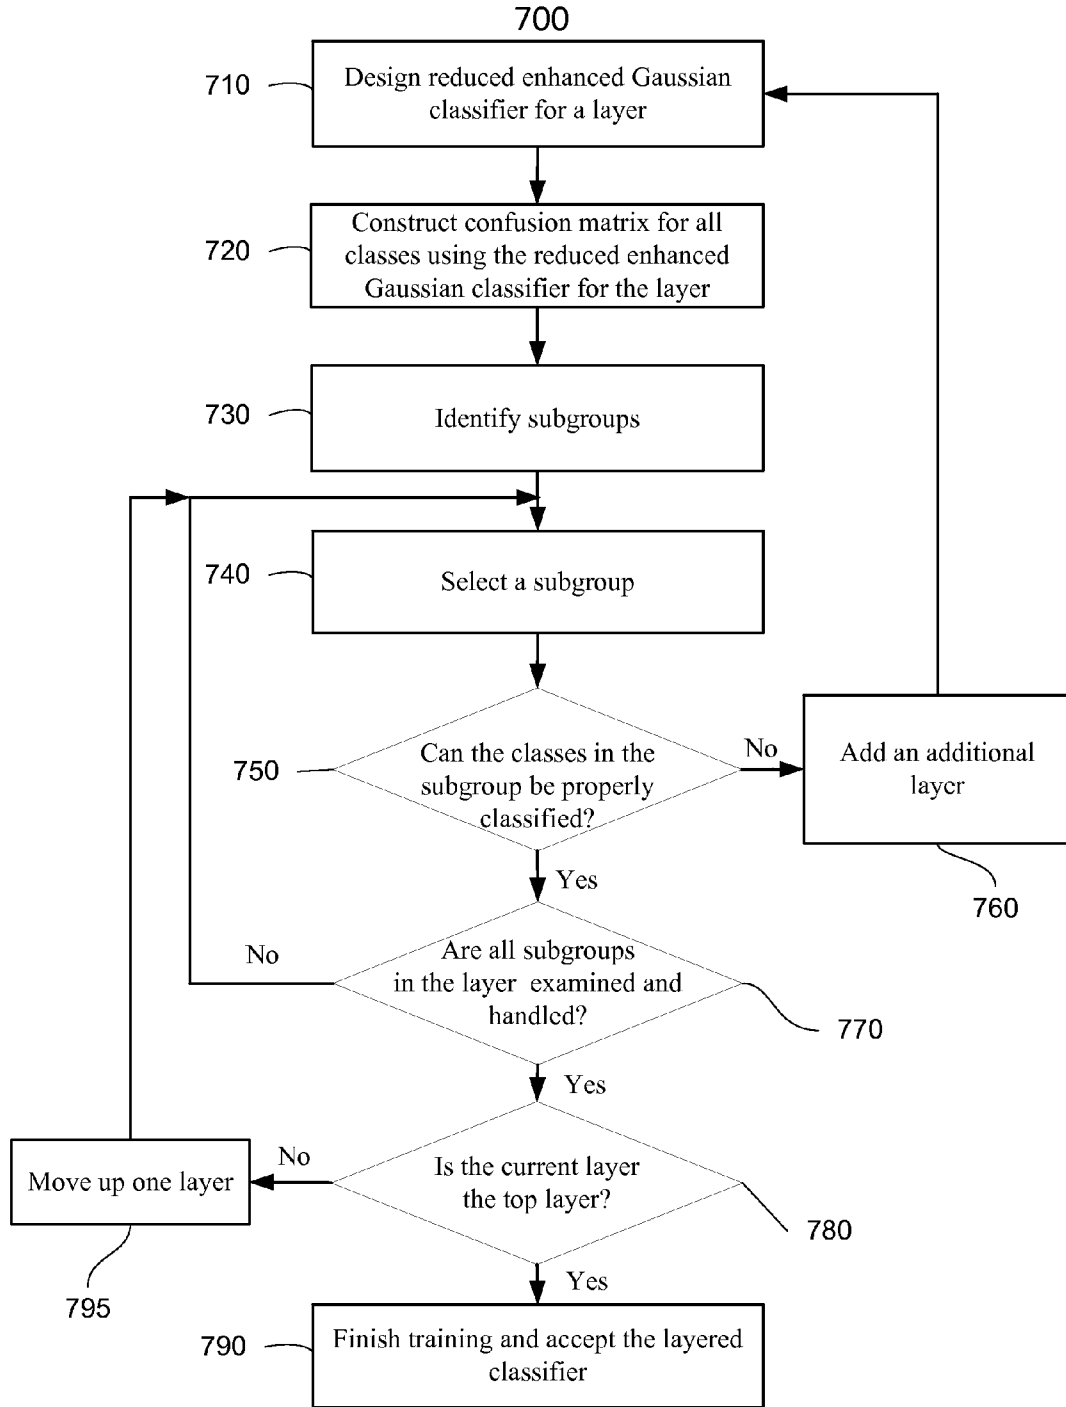 700
710
Design reduced enhanced Gaussian
classifier for a layer
720
Construct confusion matrix for all
classes using the reduced enhanced
Gaussian classifier for the layer
730
Identify subgroups
740
Select a subgroup
750
Can the classes in the
subgroup be properly
classified?
No
Add an additional
layer
760
Yes
No
Are all subgroups
in the layer examined and
handled?
770
Yes
Move up one layer
795
No
Is the current layer
the top layer?
780
Yes
790
Finish training and accept the layered
classifier